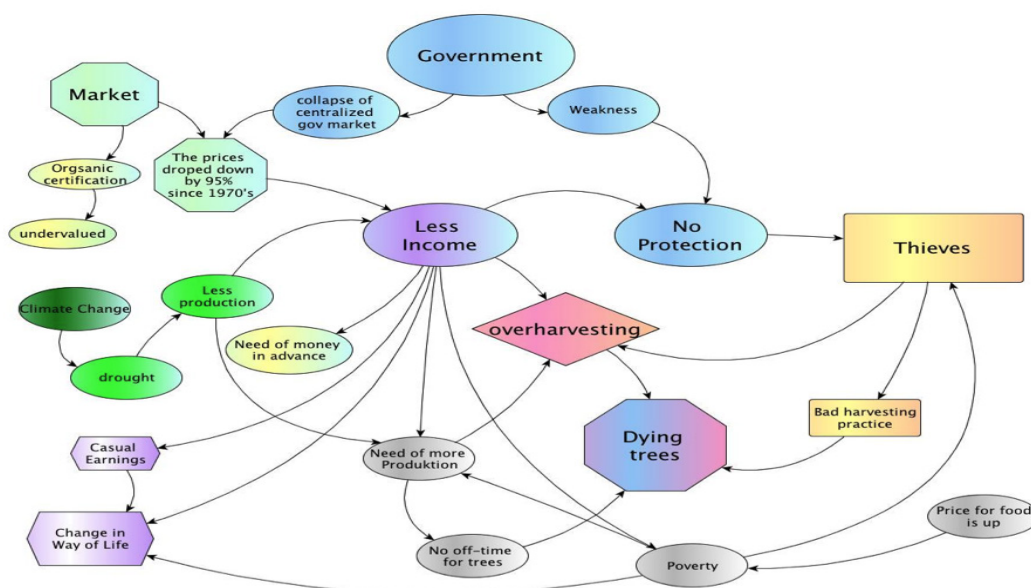 Government
Market
collapse of
centralized
gov market
Weakness
The prices
droped down
by 95%
since 1970's
Orgsanic
certification
undervalued
Less
Income
No
Protection
Thieves
Less
production
Climate Change
Need of money
in advance
overharvesting
drought
Bad harvesting
practice
Casual
Earnings
Need of more
Produktion
Dying
trees
Change in
Way of Life
No off-time
for trees
Poverty
Price for food
is up